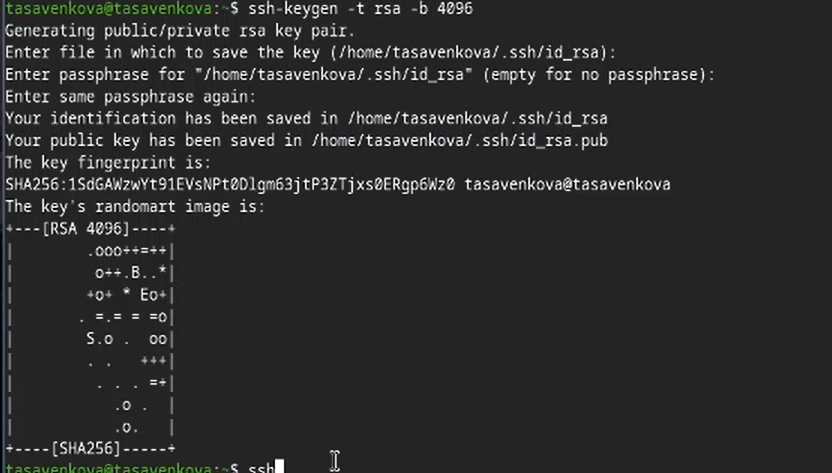 tasavenkova@tasavenkova:~$ ssh-keygen -t rsa -b 4096
Generating public/private rsa key pair.
Enter file in which to save the key (/home/tasavenkova/.ssh/id_rsa):
Enter passphrase for "/home/tasavenkova/.ssh/id_rsa" (empty for no passphrase):
Enter same passphrase again:
Your identification has been saved in /home/tasavenkova/.ssh/id_rsa
Your public key has been saved in /home/tasavenkova/.ssh/id_rsa.pub
The key fingerprint is:
SHA256:1SdGAWzwYt91EVsNPt0Dlgm63jtP3ZTjxs0ERgp6Wz0 tasavenkova@tasavenkova
The key's randomart image is:
+---[RSA 4096]----+
|        .ooo++=++|
|         o++.B..*|
|        +o+ * Eo+|
|       . =.= = =o|
|        S.o .  oo|
|        . .   +++|
|         . . . =+|
|           .o .  |
|           .o.   |
+----[SHA256]-----+
tasavenkova@tasavenkova:~$ ssh